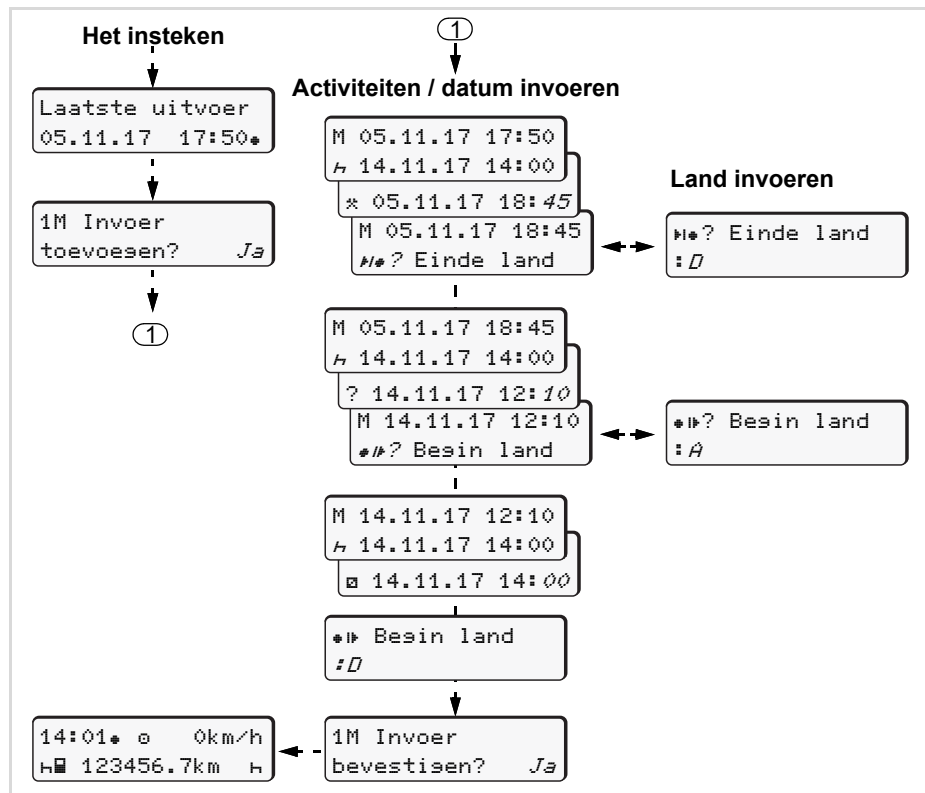 Het insteken
Laatste uitvoer
05.11.17 17:50
1M Invoer
toevoegen? Ja
1
1
Activiteiten / datum invoeren
M 05.11.17 17:50
14.11.17 14:00
05.11.17 18:45
M 05.11.17 18:45
? Einde land
Land invoeren
? Einde land
:D
M 05.11.17 18:45
14.11.17 14:00
? 14.11.17 12:10
M 14.11.17 12:10
? Begin land
? Begin land
:A
M 14.11.17 12:10
14.11.17 14:00
14.11.17 14:00
Begin land
:D
1M Invoer
bevestigen? Ja
14:01 0km/h
123456.7km